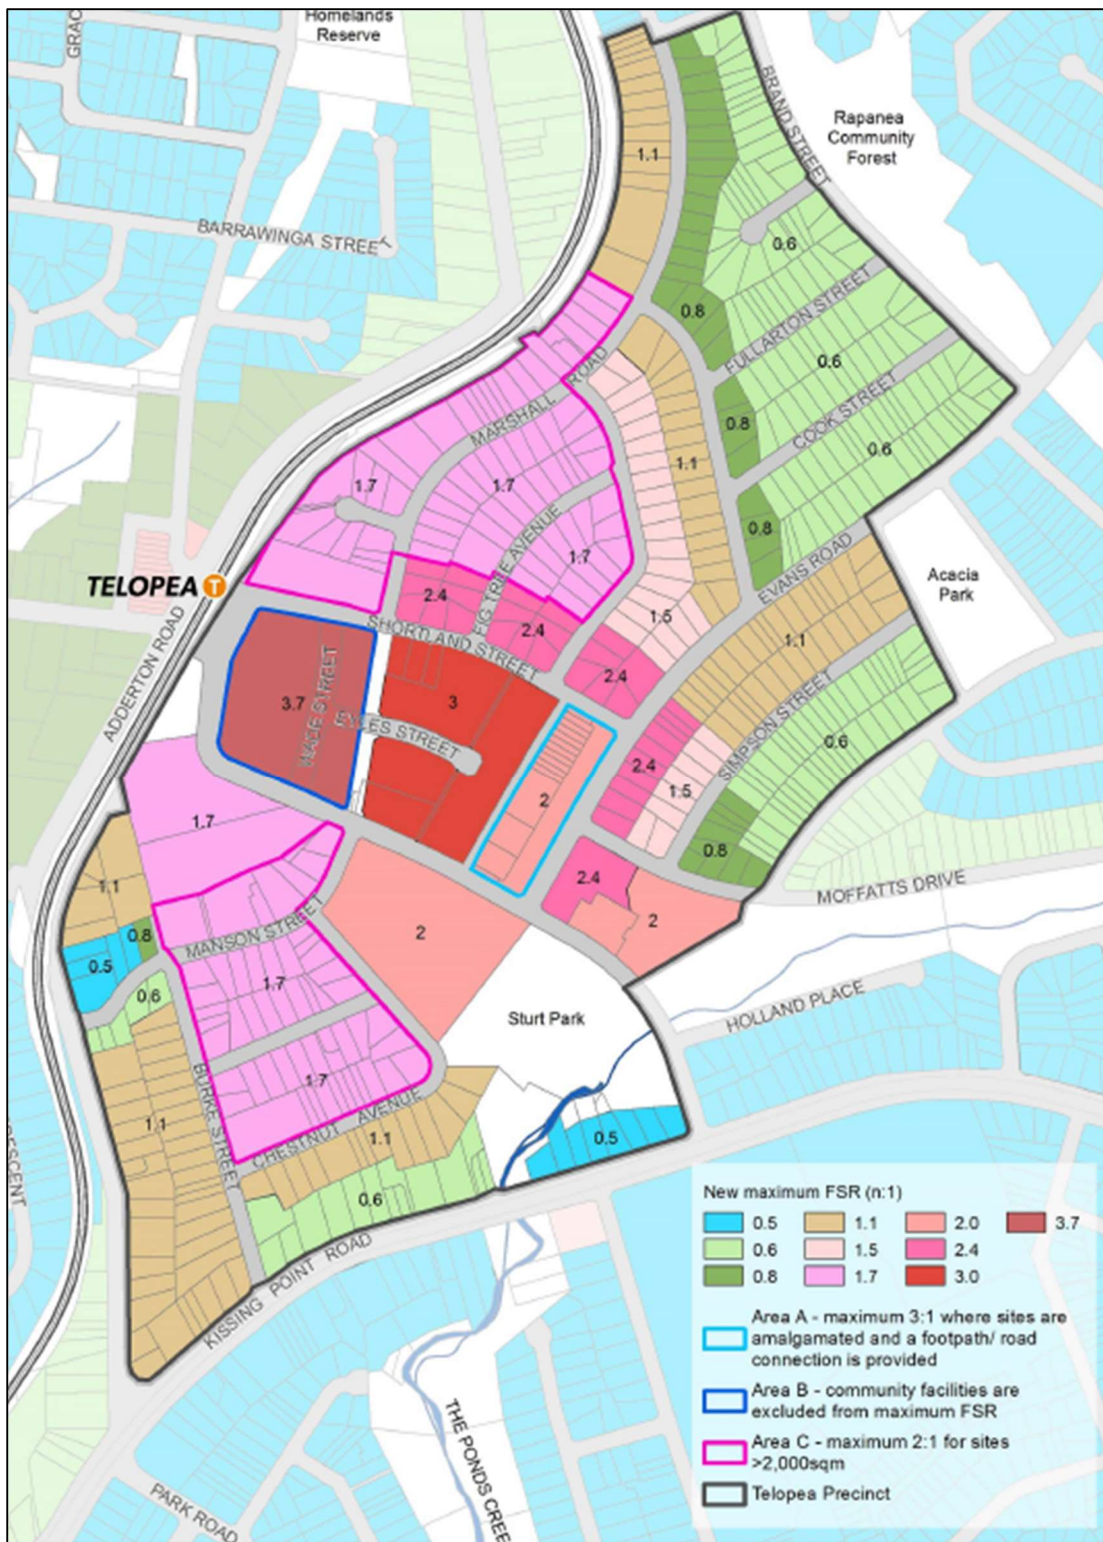 Homelands
Reserve
GRAC
BRAND STREET
Rapanea
Community
Forest
1.1
BARRAWINGA STREET
0.6
0.8
FULLARTON STREET
0.6
MARSHALL ROAD
COOK STREET
0.8
0.6
1.1
1.7
1.7
0.8
FIG TREE AVENUE
1.7
EVANS ROAD
Acacia
Park
TELOPEA T
2.4
SHORTLAND STREET
2.4
1.5
1.1
ADDERTON ROAD
2.4
SIMPSON STREET
3.7
WADE STREET
3
EYLES STREET
0.6
2.4
1.5
2
1.7
0.8
2.4
1.1
MOFFATTS DRIVE
MANSON STREET
2
2
0.8
0.5
0.6
1.7
HOLLAND PLACE
Sturt Park
BURKE STREET
1.7
CHESTNUT AVENUE
1.1
1.1
0.5
RESCENT
0.6
KISSING POINT ROAD
THE PONDS CREE
PARK ROAD
New maximum FSR (n:1)
0.5 1.1 2.0 3.7
0.6 1.5 2.4
0.8 1.7 3.0
Area A - maximum 3:1 where sites are
amalgamated and a footpath/ road
connection is provided
Area B - community facilities are
excluded from maximum FSR
Area C - maximum 2:1 for sites
>2,000sqm
Telopea Precinct